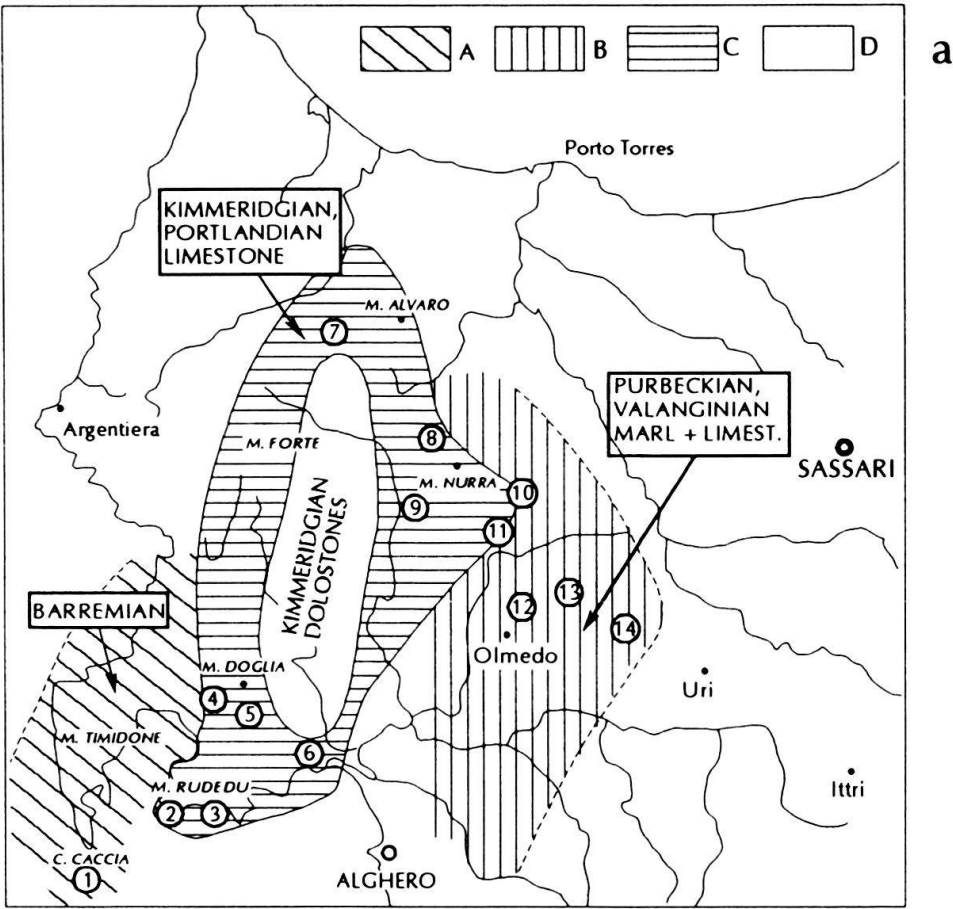 A
B
C
D
a
Porto Torres
KIMMERIDGIAN,
PORTLANDIAN
LIMESTONE
M. ALVARO
7
PURBECKIAN,
VALANGINIAN
MARL + LIMEST.
Argentiera
M. FORTE
8
SASSARI
M. NURRA
10
9
11
KIMMERIDGIAN
DOLOSTONES
BARREMIAN
12
13
14
Olmedo
M. DOGLIA
Uri
4
5
M. TIMIDONE
6
M. RUDEDU
Ittri
2
3
C. CACCIA
1
ALGHERO